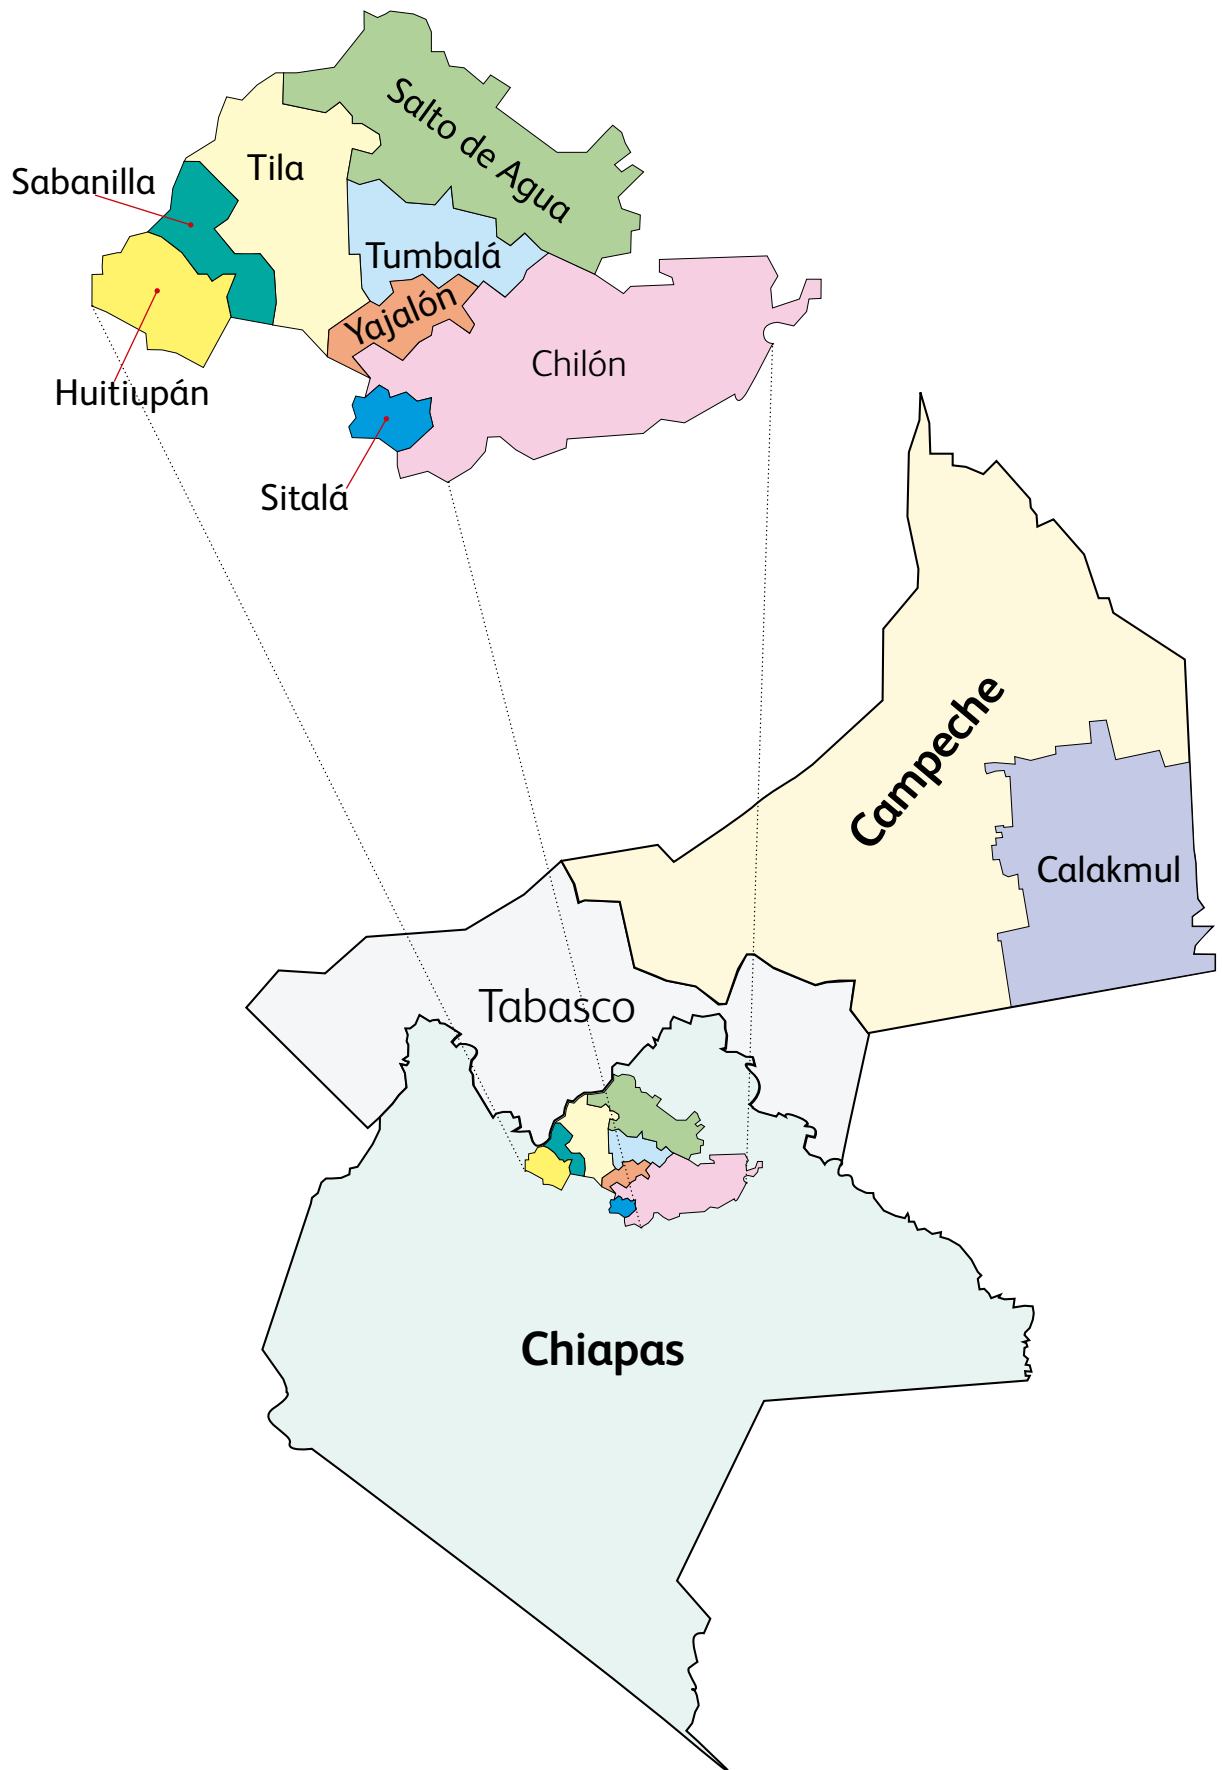 Salto de Agua
Tila
Sabanilla
Tumbalá
Yajalón
Chilón
Huitiupán
Sitalá
Campeche
Calakmul
Tabasco
Chiapas